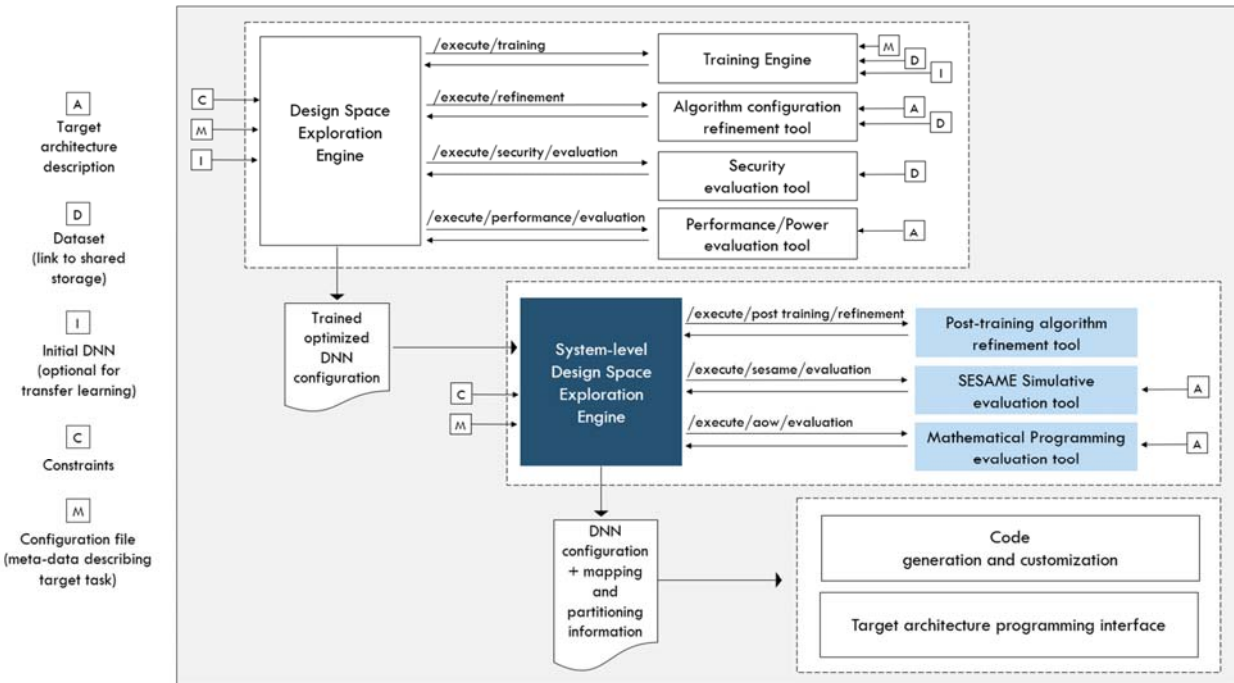 A
Target
architecture
description
D
Dataset
(link to shared
storage)
I
Initial DNN
(optional for
transfer learning)
C
Constraints
M
Configuration file
(meta-data describing
target task)
C
M
I
Design Space
Exploration
Engine
/execute/training
/execute/refinement
/execute/security/evaluation
/execute/performance/evaluation
Training Engine
M
D
I
Algorithm configuration
refinement tool
A
D
Security
evaluation tool
D
Performance/Power
evaluation tool
A
Trained
optimized
DNN
configuration
C
M
System-level
Design Space
Exploration
Engine
/execute/post training/refinement
/execute/sesame/evaluation
/execute/aow/evaluation
Post-training algorithm
refinement tool
SESAME Simulative
evaluation tool
A
Mathematical Programming
evaluation tool
A
DNN
configuration
+ mapping
and
partitioning
information
Code
generation and customization
Target architecture programming interface